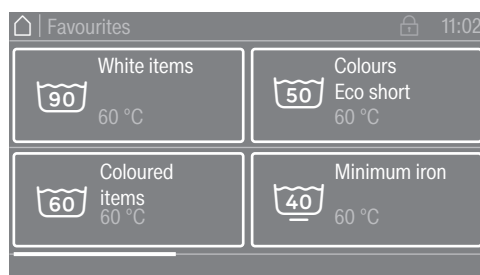 Favourites 11:02
White items
90
60 °C
Colours
Eco short
50
60 °C
Coloured
items
60
60 °C
Minimum iron
40
60 °C